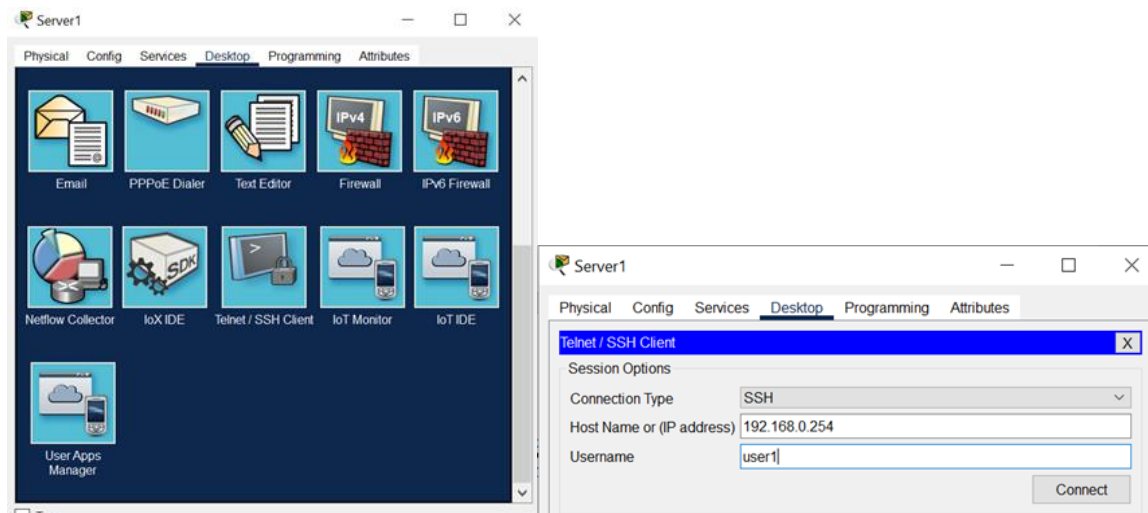 Server1
Physical Config Services Desktop Programming Attributes
IPv4
IPv6
Email PPPoE Dialer Text Editor Firewall IPv6 Firewall
SDK
Netflow Collector IoX IDE Telnet / SSH Client IoT Monitor IoT IDE
User Apps
Manager
Server1
Physical Config Services Desktop Programming Attributes
Telnet / SSH Client X
Session Options
Connection Type SSH
Host Name or (IP address) 192.168.0.254
Username user1
Connect